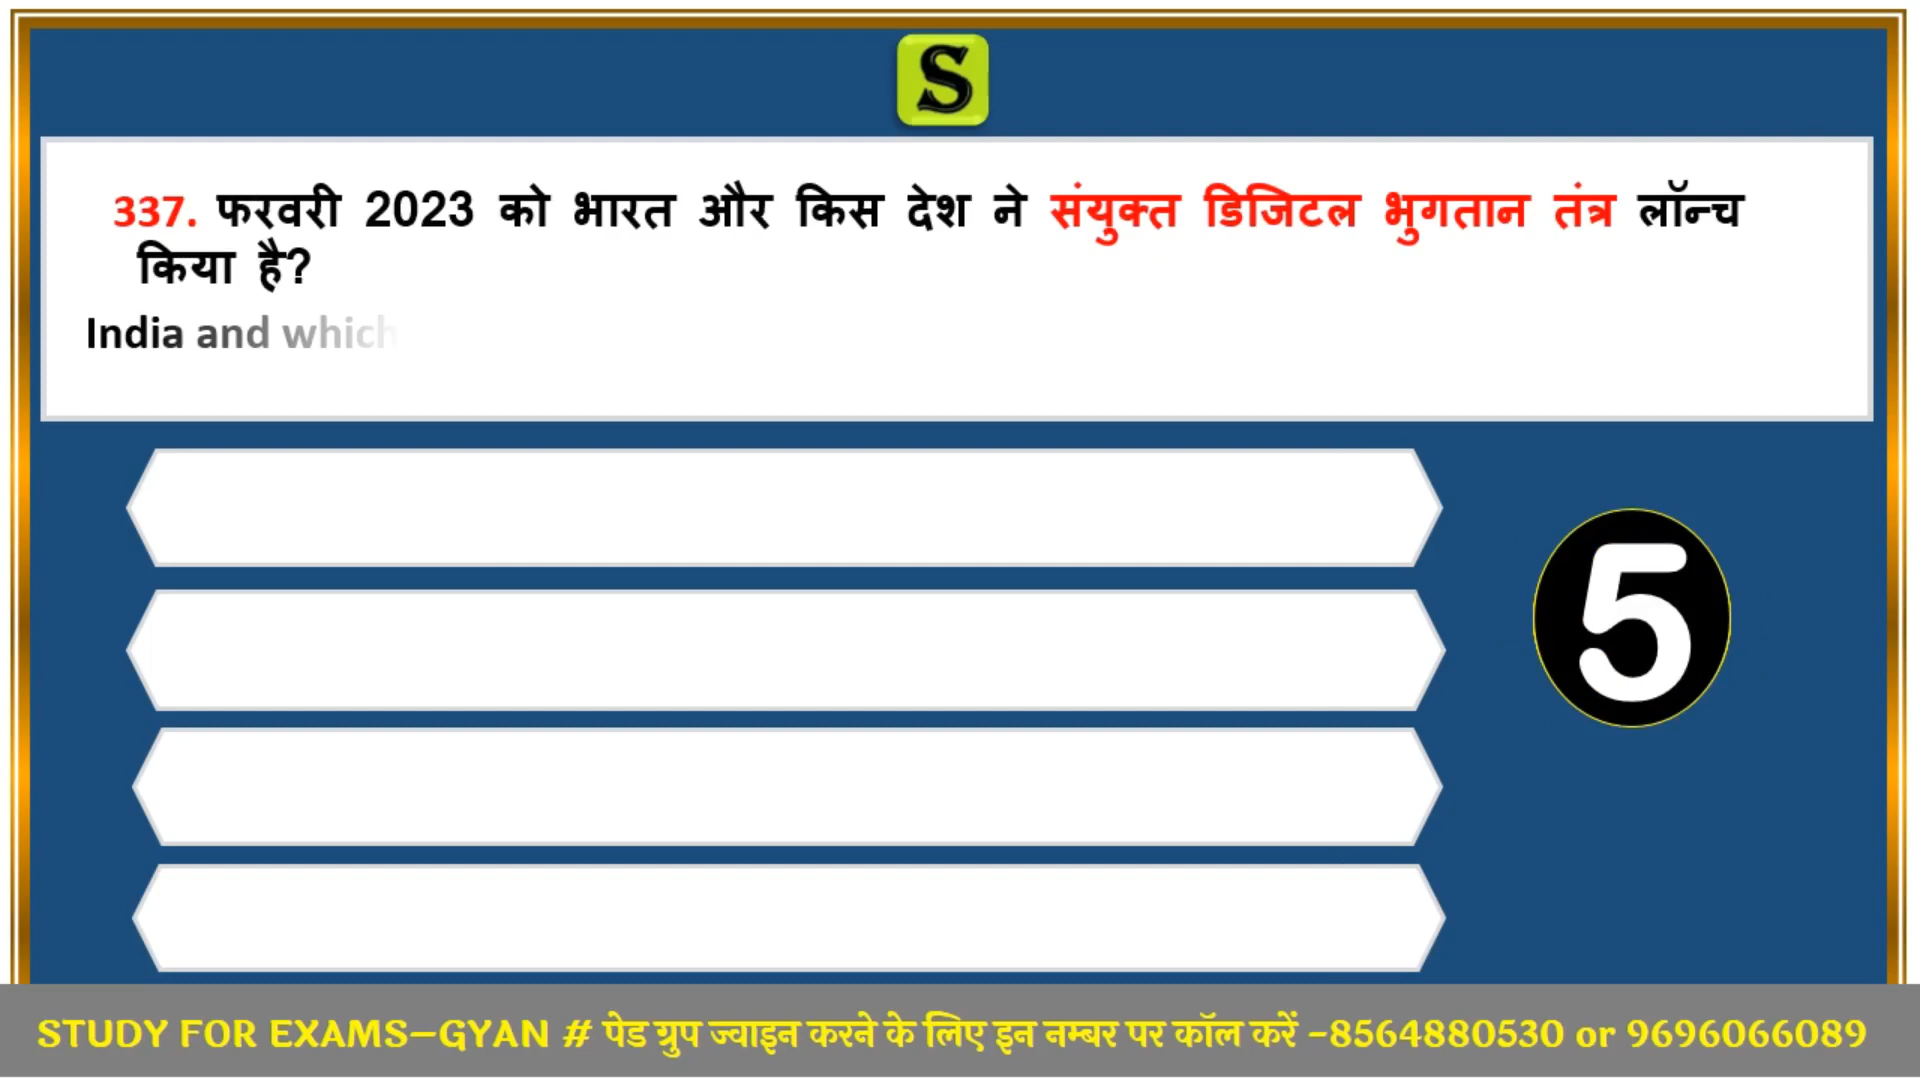 S
337. फरवरी 2023 को भारत और किस देश ने संयुक्त डिजिटल भुगतान तंत्र लॉन्च
किया है?
India and which
5
STUDY FOR EXAMS–GYAN # पेड ग्रुप ज्वाइन करने के लिए इन नम्बर पर कॉल करें -8564880530 or 9696066089